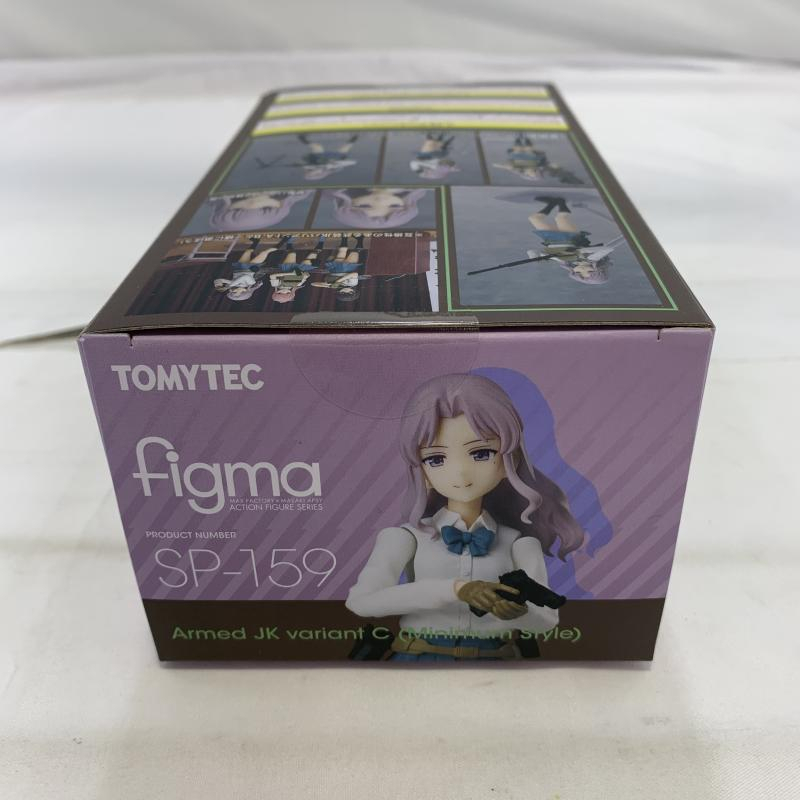 TOMYTEC
figma
MAX FACTORY × MASAKI APSY
ACTION FIGURE SERIES
PRODUCT NUMBER
SP-159
Armed JK variant C (Minimum Style)